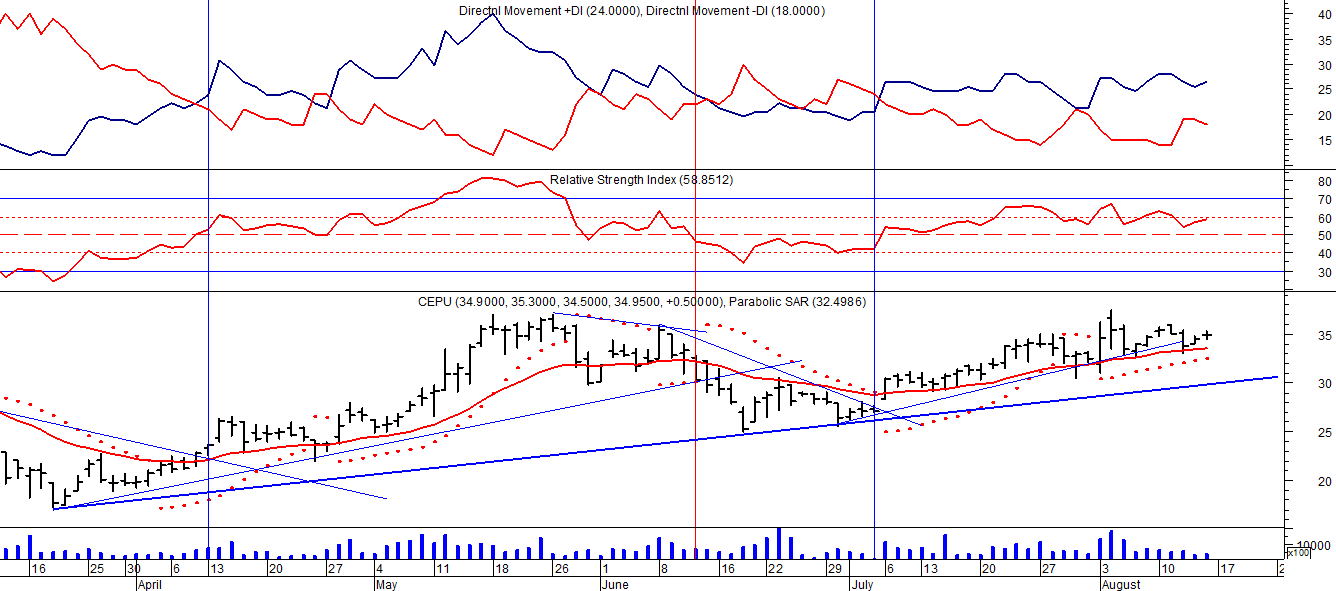 Directnl Movement +DI (24.0000), Directnl Movement -DI (18.0000)
40
35
30
25
20
15
Relative Strength Index (58.8512)
80
70
60
50
40
30
CEPU (34.9000, 35.3000, 34.5000, 34.9500, +0.50000), Parabolic SAR (32.4986)
35
30
25
20
10000
x100
16 25 30 6 13 20 27 4 11 18 26 1 8 16 22 29 6 13 20 27 3 10 17 2
April May June July August